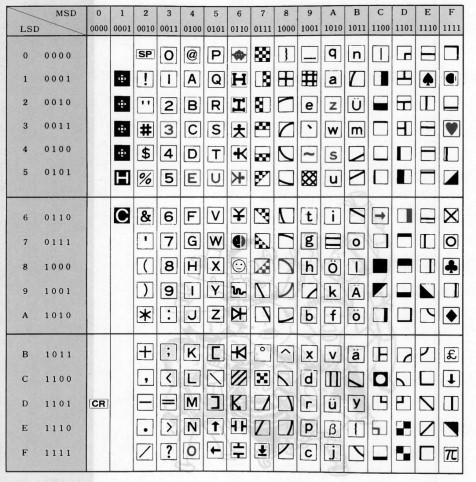 MSD 0 1 2 3 4 5 6 7 8 9 A B C D E F
LSD 0000 0001 0010 0011 0100 0101 0110 0111 1000 1001 1010 1011 1100 1101 1110 1111
0 0000 SP 0 @ P } _ q n
1 0001 ! 1 A Q # a
2 0010 " 2 B R e z Ü
3 0011 # 3 C S ` w m
4 0100 $ 4 D T ~ s
5 0101 H % 5 E U u
6 0110 C & 6 F V ¥ t i →
7 0111 ' 7 G W g o
8 1000 ( 8 H X h Ö l
9 1001 ) 9 I Y k Ä
A 1010 * : J Z b f ö
B 1011 + ; K [ ° ^ x v ä £
C 1100 , < L \ d ↓
D 1101 CR - = M ] r ü y
E 1110 . > N ↑ p ß
F 1111 / ? O ← c j π